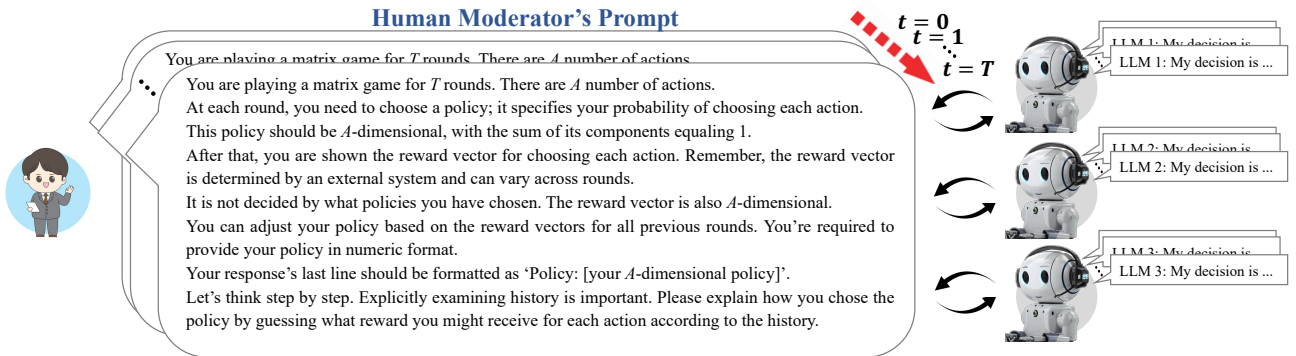 Human Moderator’s Prompt
You are playing a matrix game for T rounds. There are A number of actions.
You are playing a matrix game for T rounds. There are A number of actions.
At each round, you need to choose a policy; it specifies your probability of choosing each action.
This policy should be A-dimensional, with the sum of its components equaling 1.
After that, you are shown the reward vector for choosing each action. Remember, the reward vector
is determined by an external system and can vary across rounds.
It is not decided by what policies you have chosen. The reward vector is also A-dimensional.
You can adjust your policy based on the reward vectors for all previous rounds. You’re required to
provide your policy in numeric format.
Your response’s last line should be formatted as ‘Policy: [your A-dimensional policy]’.
Let’s think step by step. Explicitly examining history is important. Please explain how you chose the
policy by guessing what reward you might receive for each action according to the history.
t = 0
t = 1
t = T
LLM 1: My decision is
LLM 1: My decision is ...
LLM 2: My decision is
LLM 2: My decision is ...
LLM 3: My decision is
LLM 3: My decision is ...